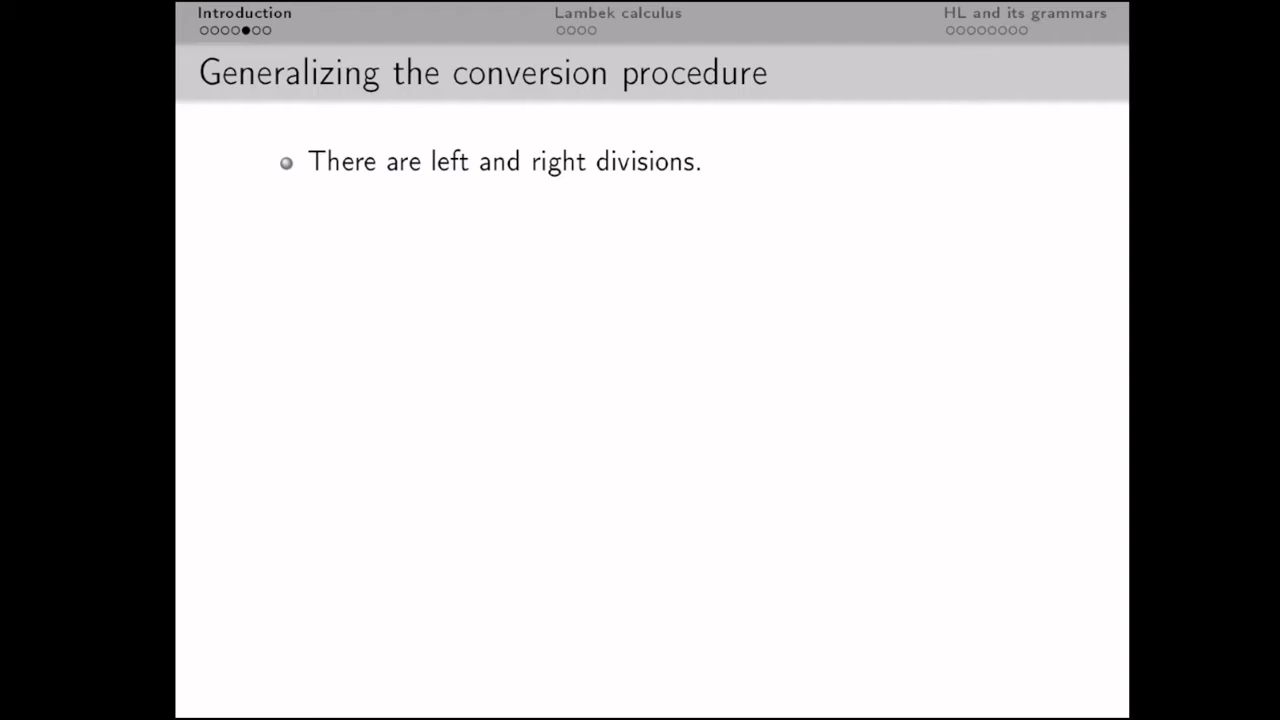 Introduction Lambek calculus HL and its grammars
Generalizing the conversion procedure
There are left and right divisions.